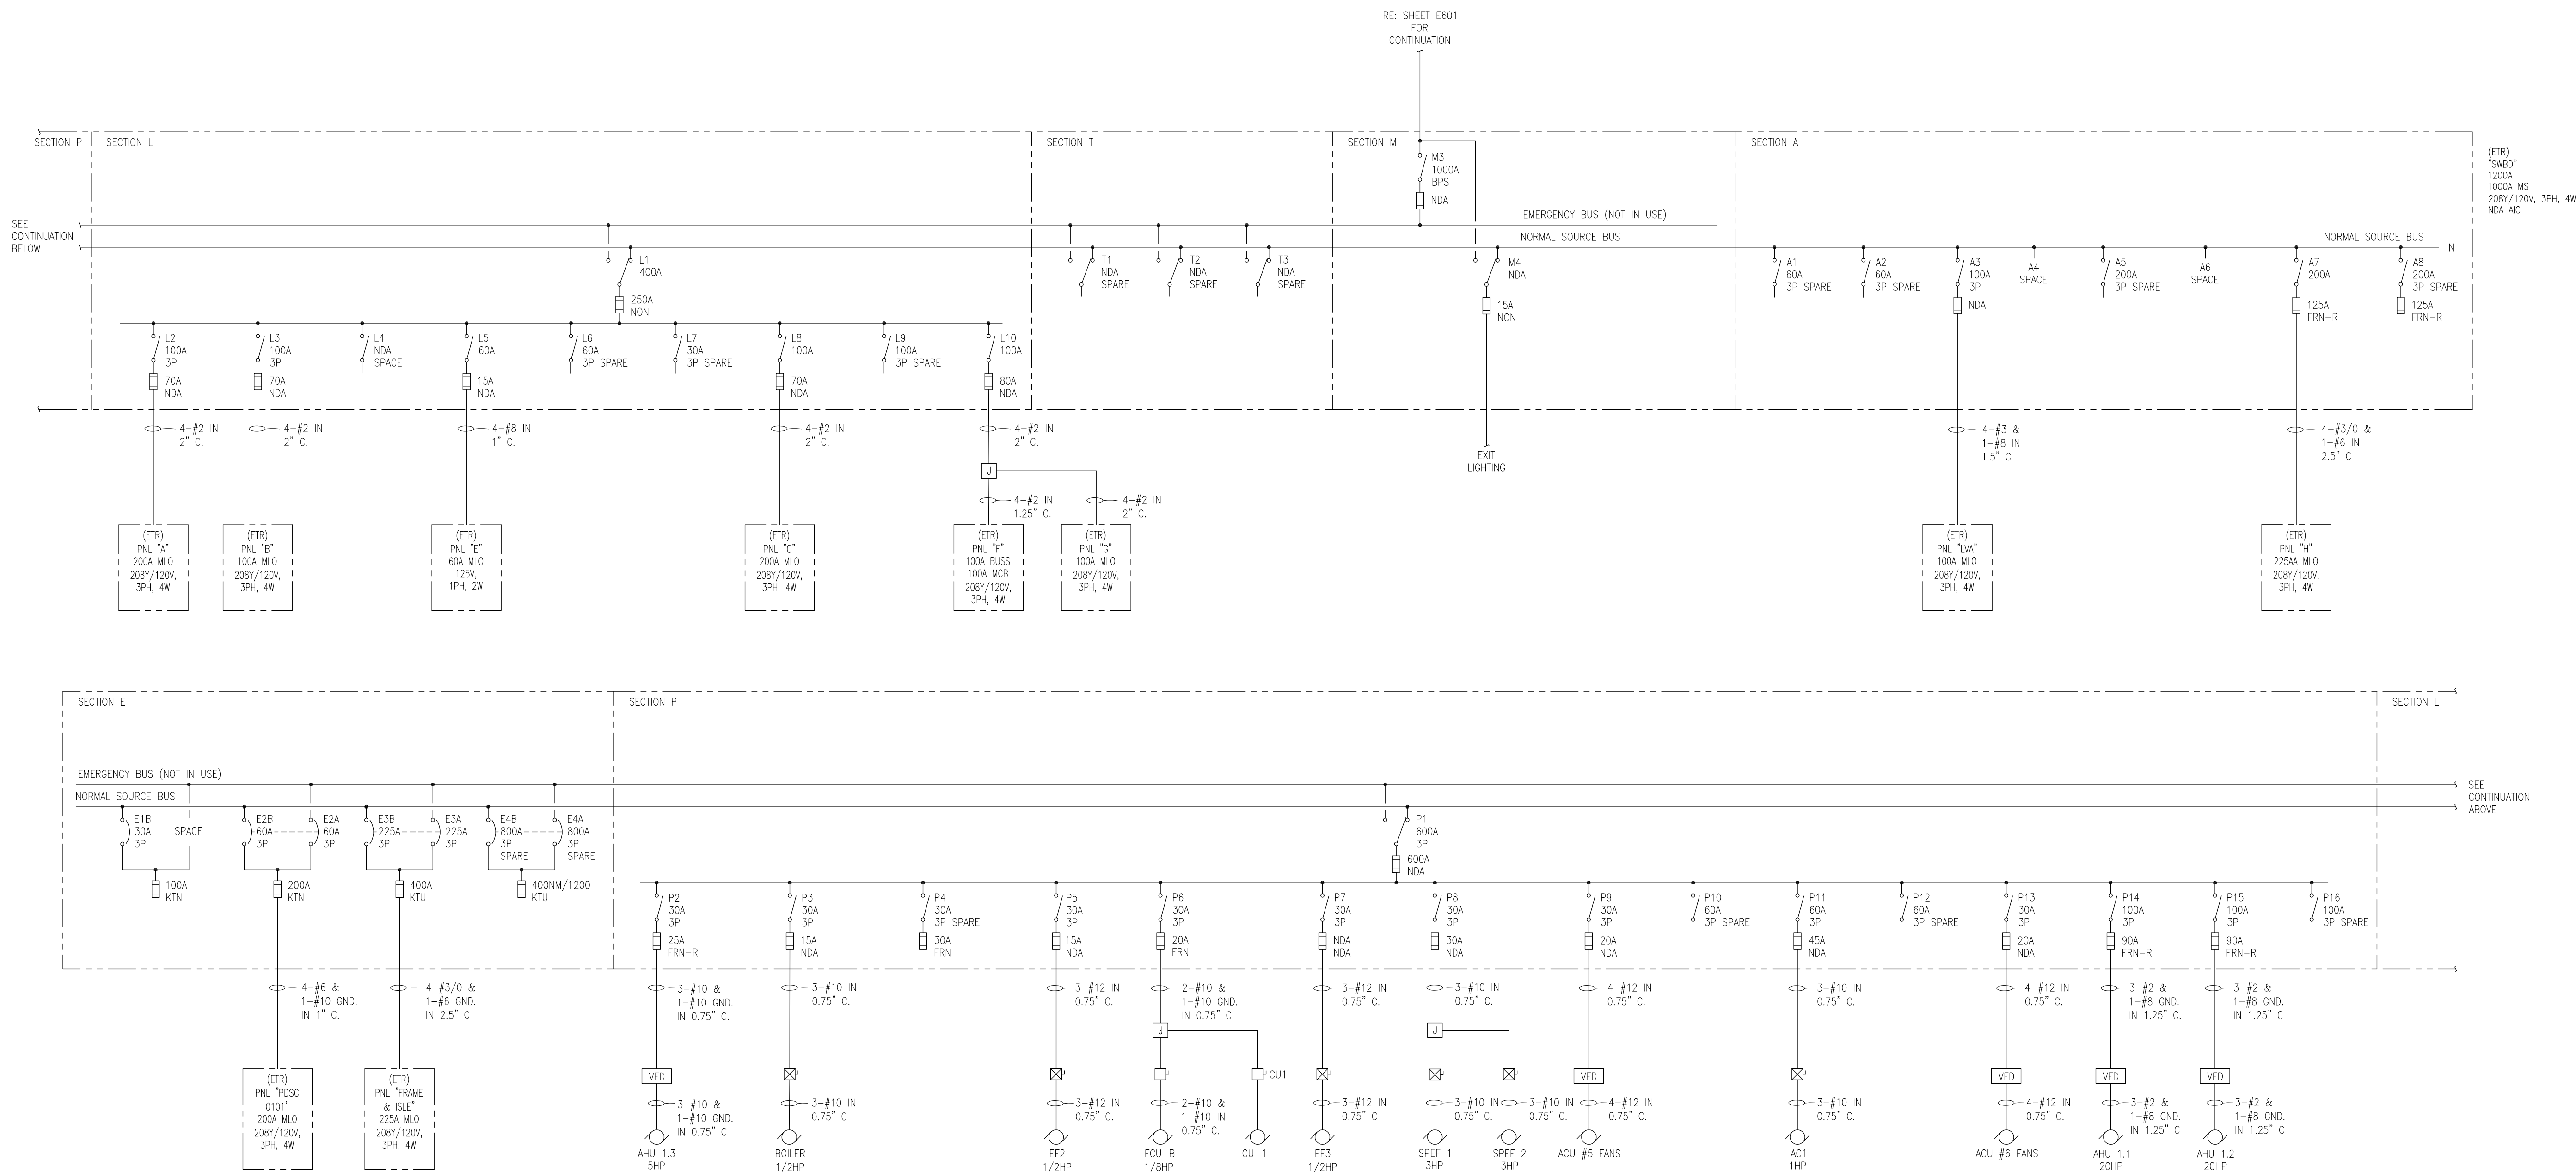 RE: SHEET E601
FOR
CONTINUATION
SECTION P
SECTION L
SECTION T
SECTION M
SECTION A
(ETR)
"SWBD"
1200A
1000A MS
208Y/120V, 3PH, 4W
NDA AIC
M3
1000A
BPS
NDA
SEE
CONTINUATION
BELOW
EMERGENCY BUS (NOT IN USE)
NORMAL SOURCE BUS
NORMAL SOURCE BUS
N
L1
400A
250A
NON
T1
NDA
SPARE
T2
NDA
SPARE
T3
NDA
SPARE
M4
NDA
15A
NON
A1
60A
3P SPARE
A2
60A
3P SPARE
A3
100A
3P
NDA
A4
SPACE
A5
200A
3P SPARE
A6
SPACE
A7
200A
125A
FRN-R
A8
200A
3P SPARE
125A
FRN-R
L2
100A
3P
70A
NDA
L3
100A
3P
70A
NDA
L4
NDA
SPACE
L5
60A
15A
NDA
L6
60A
3P SPARE
L7
30A
3P SPARE
L8
100A
70A
NDA
L9
100A
3P SPARE
L10
100A
80A
NDA
4-#2 IN
2" C.
4-#2 IN
2" C.
4-#8 IN
1" C.
4-#2 IN
2" C.
4-#2 IN
2" C.
J
4-#2 IN
1.25" C.
4-#2 IN
2" C.
EXIT
LIGHTING
4-#3 &
1-#8 IN
1.5" C
4-#3/0 &
1-#6 IN
2.5" C
(ETR)
PNL "A"
200A MLO
208Y/120V,
3PH, 4W
(ETR)
PNL "B"
100A MLO
208Y/120V,
3PH, 4W
(ETR)
PNL "E"
60A MLO
125V,
1PH, 2W
(ETR)
PNL "C"
200A MLO
208Y/120V,
3PH, 4W
(ETR)
PNL "F"
100A BUSS
100A MCB
208Y/120V,
3PH, 4W
(ETR)
PNL "G"
100A MLO
208Y/120V,
3PH, 4W
(ETR)
PNL "LVA"
100A MLO
208Y/120V,
3PH, 4W
(ETR)
PNL "H"
225AA MLO
208Y/120V,
3PH, 4W
SECTION E
SECTION P
SECTION L
EMERGENCY BUS (NOT IN USE)
NORMAL SOURCE BUS
SEE
CONTINUATION
ABOVE
E1B
30A
3P
SPACE
100A
KTN
E2B
60A
3P
E2A
60A
3P
200A
KTN
E3B
225A
3P
E3A
225A
3P
400A
KTU
E4B
800A
3P
SPARE
E4A
800A
3P
SPARE
400NM/1200
KTU
P1
600A
3P
600A
NDA
P2
30A
3P
25A
FRN-R
P3
30A
3P
15A
NDA
P4
30A
3P SPARE
30A
FRN
P5
30A
3P
15A
NDA
P6
30A
3P
20A
FRN
P7
30A
3P
NDA
NDA
P8
30A
3P
30A
NDA
P9
30A
3P
20A
NDA
P10
60A
3P SPARE
P11
60A
3P
45A
NDA
P12
60A
3P SPARE
P13
30A
3P
20A
NDA
P14
100A
3P
90A
FRN-R
P15
100A
3P
90A
FRN-R
P16
100A
3P SPARE
4-#6 &
1-#10 GND.
IN 1" C.
4-#3/0 &
1-#6 GND.
IN 2.5" C
3-#10 &
1-#10 GND.
IN 0.75" C.
3-#10 IN
0.75" C.
3-#12 IN
0.75" C.
2-#10 &
1-#10 GND.
IN 0.75" C.
3-#12 IN
0.75" C.
3-#10 IN
0.75" C.
4-#12 IN
0.75" C.
3-#10 IN
0.75" C.
4-#12 IN
0.75" C.
3-#2 &
1-#8 GND.
IN 1.25" C.
3-#2 &
1-#8 GND.
IN 1.25" C
J
J
(ETR)
PNL "PDSC
0101"
200A MLO
208Y/120V,
3PH, 4W
(ETR)
PNL "FRAME
& ISLE"
225A MLO
208Y/120V,
3PH, 4W
VFD
CU1
VFD
VFD
VFD
VFD
3-#10 &
1-#10 GND.
IN 0.75" C
3-#10 IN
0.75" C
3-#12 IN
0.75" C.
2-#10 &
1-#10 IN
0.75" C.
3-#12 IN
0.75" C
3-#10 IN
0.75" C.
3-#10 IN
0.75" C.
4-#12 IN
0.75" C.
3-#10 IN
0.75" C.
4-#12 IN
0.75" C.
3-#2 &
1-#8 GND.
IN 1.25" C
3-#2 &
1-#8 GND.
IN 1.25" C
AHU 1.3
5HP
BOILER
1/2HP
EF2
1/2HP
FCU-B
1/8HP
CU-1
EF3
1/2HP
SPEF 1
3HP
SPEF 2
3HP
ACU #5 FANS
AC1
1HP
ACU #6 FANS
AHU 1.1
20HP
AHU 1.2
20HP